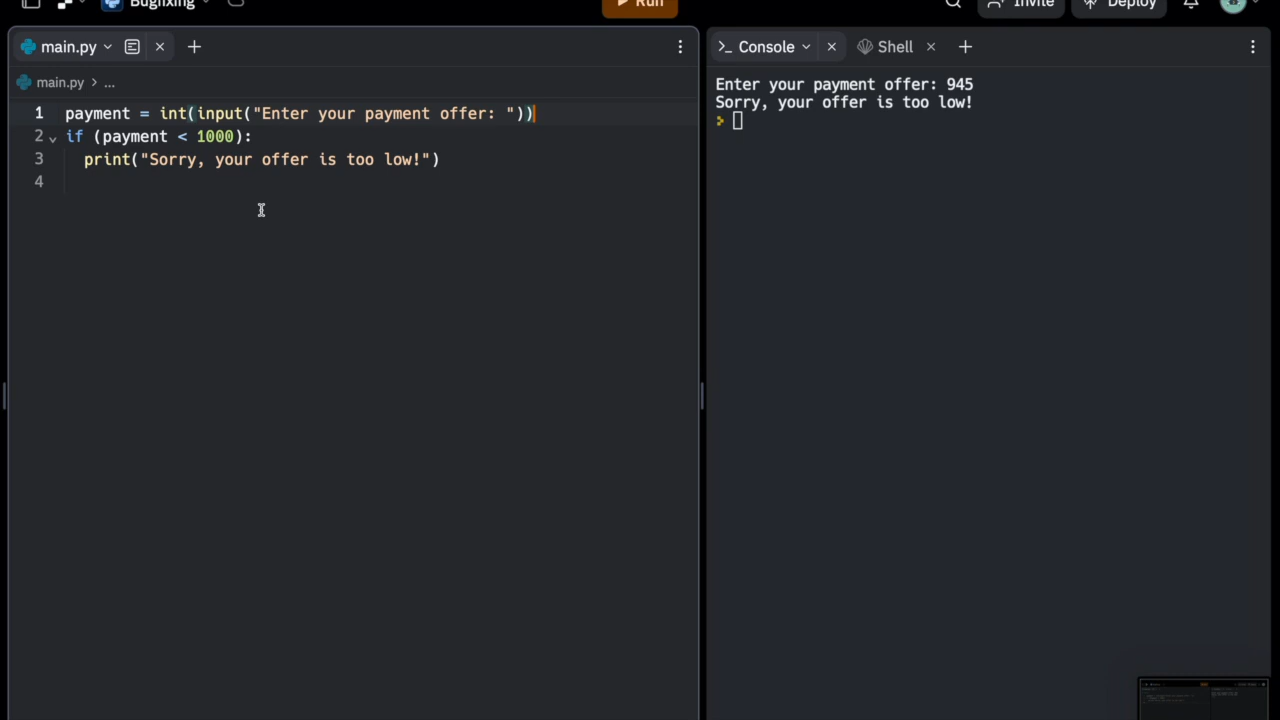 Bugfixing
Run
Invite
Deploy
main.py
Console
Shell
main.py > ...
1 payment = int(input("Enter your payment offer: "))
2 if (payment < 1000):
3 print("Sorry, your offer is too low!")
4
Enter your payment offer: 945
Sorry, your offer is too low!